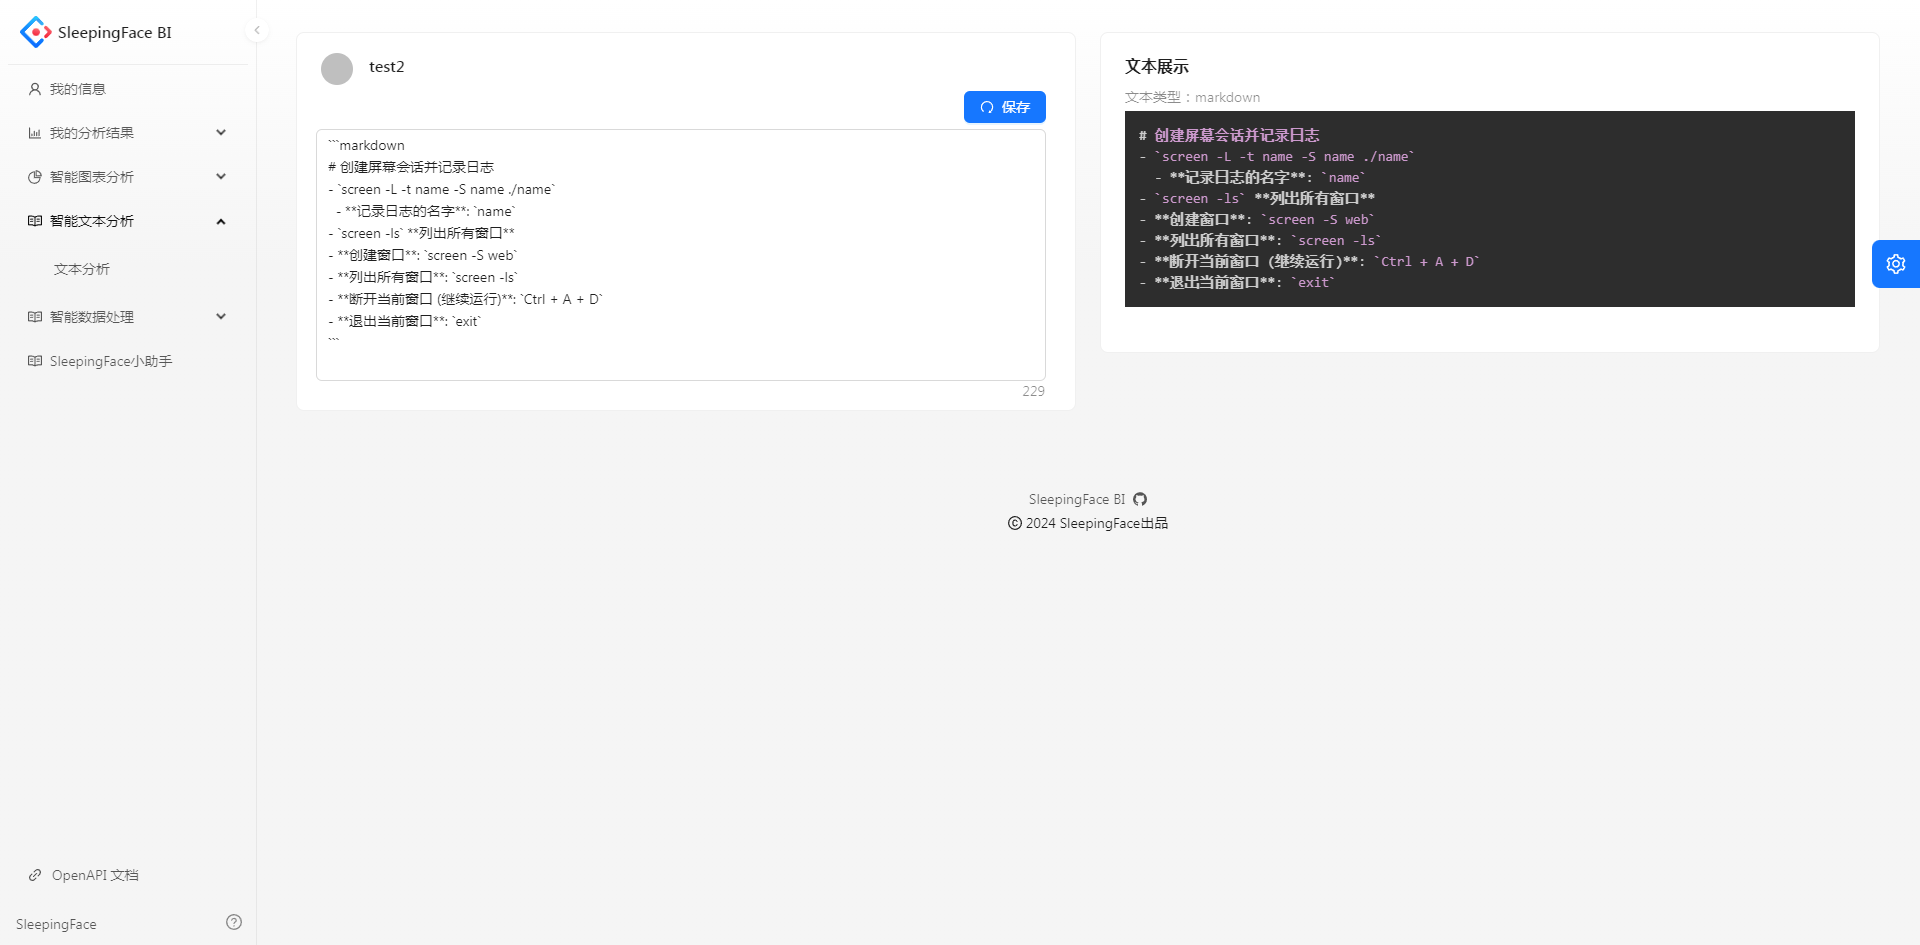 SleepingFace BI
我的信息
我的分析结果
智能图表分析
智能文本分析
文本分析
智能数据处理
SleepingFace小助手
OpenAPI 文档
SleepingFace
test2
保存
```markdown
# 创建屏幕会话并记录日志
- `screen -L -t name -S name ./name`
  - **记录日志的名字**: `name`
- `screen -ls` **列出所有窗口**
- **创建窗口**: `screen -S web`
- **列出所有窗口**: `screen -ls`
- **断开当前窗口 (继续运行)**: `Ctrl + A + D`
- **退出当前窗口**: `exit`
```
229
文本展示
文本类型：markdown
# 创建屏幕会话并记录日志
- `screen -L -t name -S name ./name`
  - **记录日志的名字**: `name`
- `screen -ls` **列出所有窗口**
- **创建窗口**: `screen -S web`
- **列出所有窗口**: `screen -ls`
- **断开当前窗口 (继续运行)**: `Ctrl + A + D`
- **退出当前窗口**: `exit`
SleepingFace BI
© 2024 SleepingFace出品